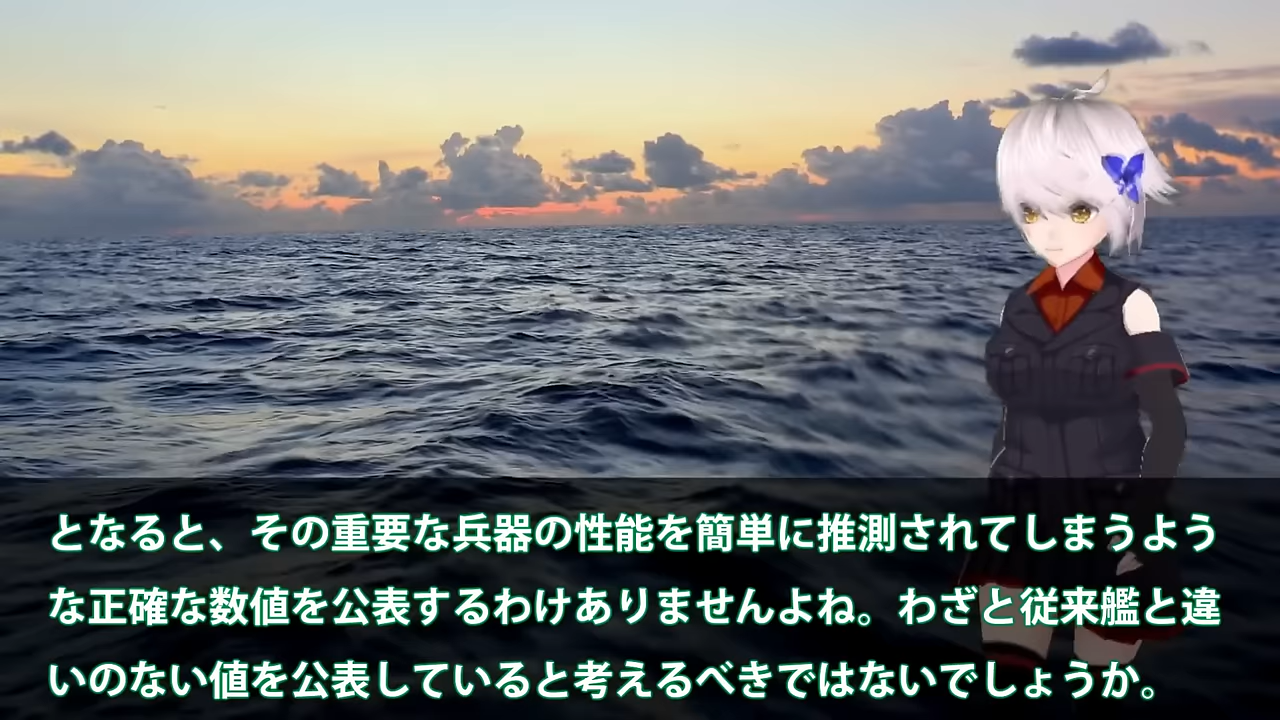 となると、その重要な兵器の性能を簡単に推測されてしまうよう
な正確な数値を公表するわけありませんよね。わざと従来艦と違
いのない値を公表していると考えるべきではないでしょうか。